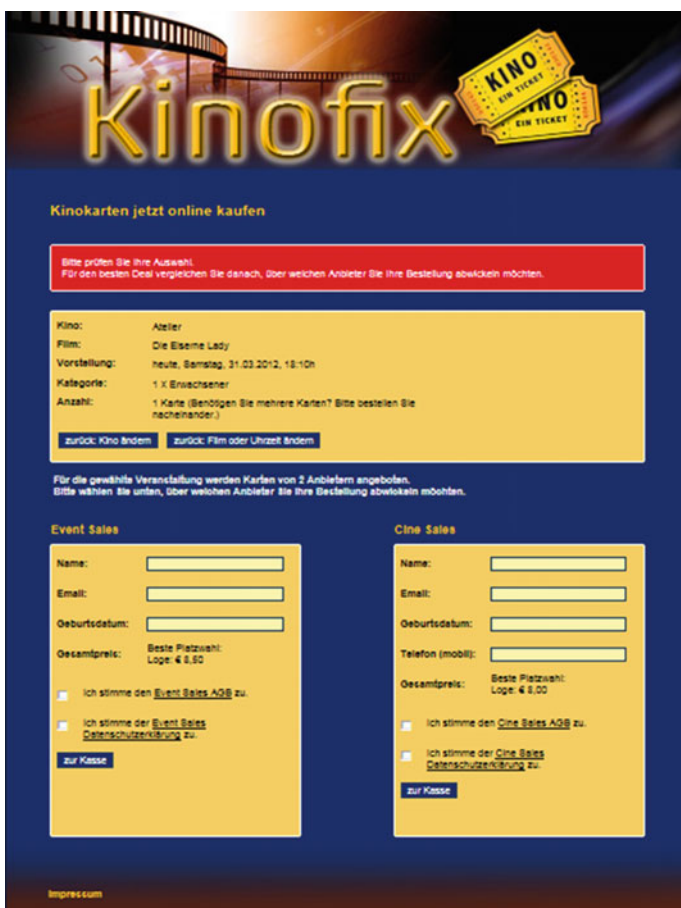 KINO
EIN TICKET
KINO
EIN TICKET
Kinofix
Kinokarten jetzt online kaufen
Bitte prüfen Sie Ihre Auswahl.
Für den besten Deal vergleichen Sie danach, über welchen Anbieter Sie Ihre Bestellung abwickeln möchten.
Kino: Atelier
Film: Die Eiserne Lady
Vorstellung: heute, Samstag, 31.03.2012, 18:10h
Kategorie: 1 X Erwachsener
Anzahl: 1 Karte (Benötigen Sie mehrere Karten? Bitte bestellen Sie
nacheinander.)
zurück: Kino ändern zurück: Film oder Uhrzeit ändern
Für die gewählte Veranstaltung werden Karten von 2 Anbietern angeboten.
Bitte wählen Sie unten, über welchen Anbieter Sie Ihre Bestellung abwickeln möchten.
Event Sales
Name:
Email:
Geburtsdatum:
Gesamtpreis: Beste Platzwahl:
Loge: € 8,50
Ich stimme den Event Sales AGB zu.
Ich stimme der Event Sales
Datenschutzerklärung zu.
zur Kasse
Cine Sales
Name:
Email:
Geburtsdatum:
Telefon (mobil):
Gesamtpreis: Beste Platzwahl:
Loge: € 8,00
Ich stimme den Cine Sales AGB zu.
Ich stimme der Cine Sales
Datenschutzerklärung zu.
zur Kasse
Impressum